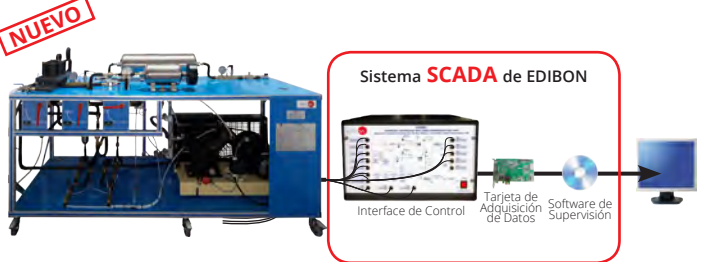 NUEVO
Sistema SCADA de EDIBON
Interface de Control
Tarjeta de
Adquisición
de Datos
Software de
Supervisión